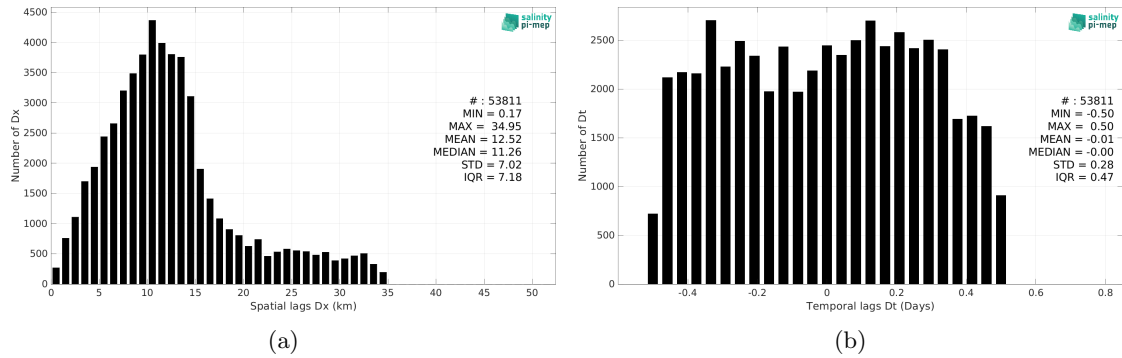 salinity
pi-mep
4500
4000
3500
3000
2500
2000
1500
1000
500
0
Number of Dx
# : 53811
MIN = 0.17
MAX = 34.95
MEAN = 12.52
MEDIAN = 11.26
STD = 7.02
IQR = 7.18
0 5 10 15 20 25 30 35 40 45 50
Spatial lags Dx (km)
(a)
salinity
pi-mep
2500
2000
1500
1000
500
0
Number of Dt
# : 53811
MIN = -0.50
MAX = 0.50
MEAN = -0.01
MEDIAN = -0.00
STD = 0.28
IQR = 0.47
-0.4 -0.2 0 0.2 0.4 0.6 0.8
Temporal lags Dt (Days)
(b)